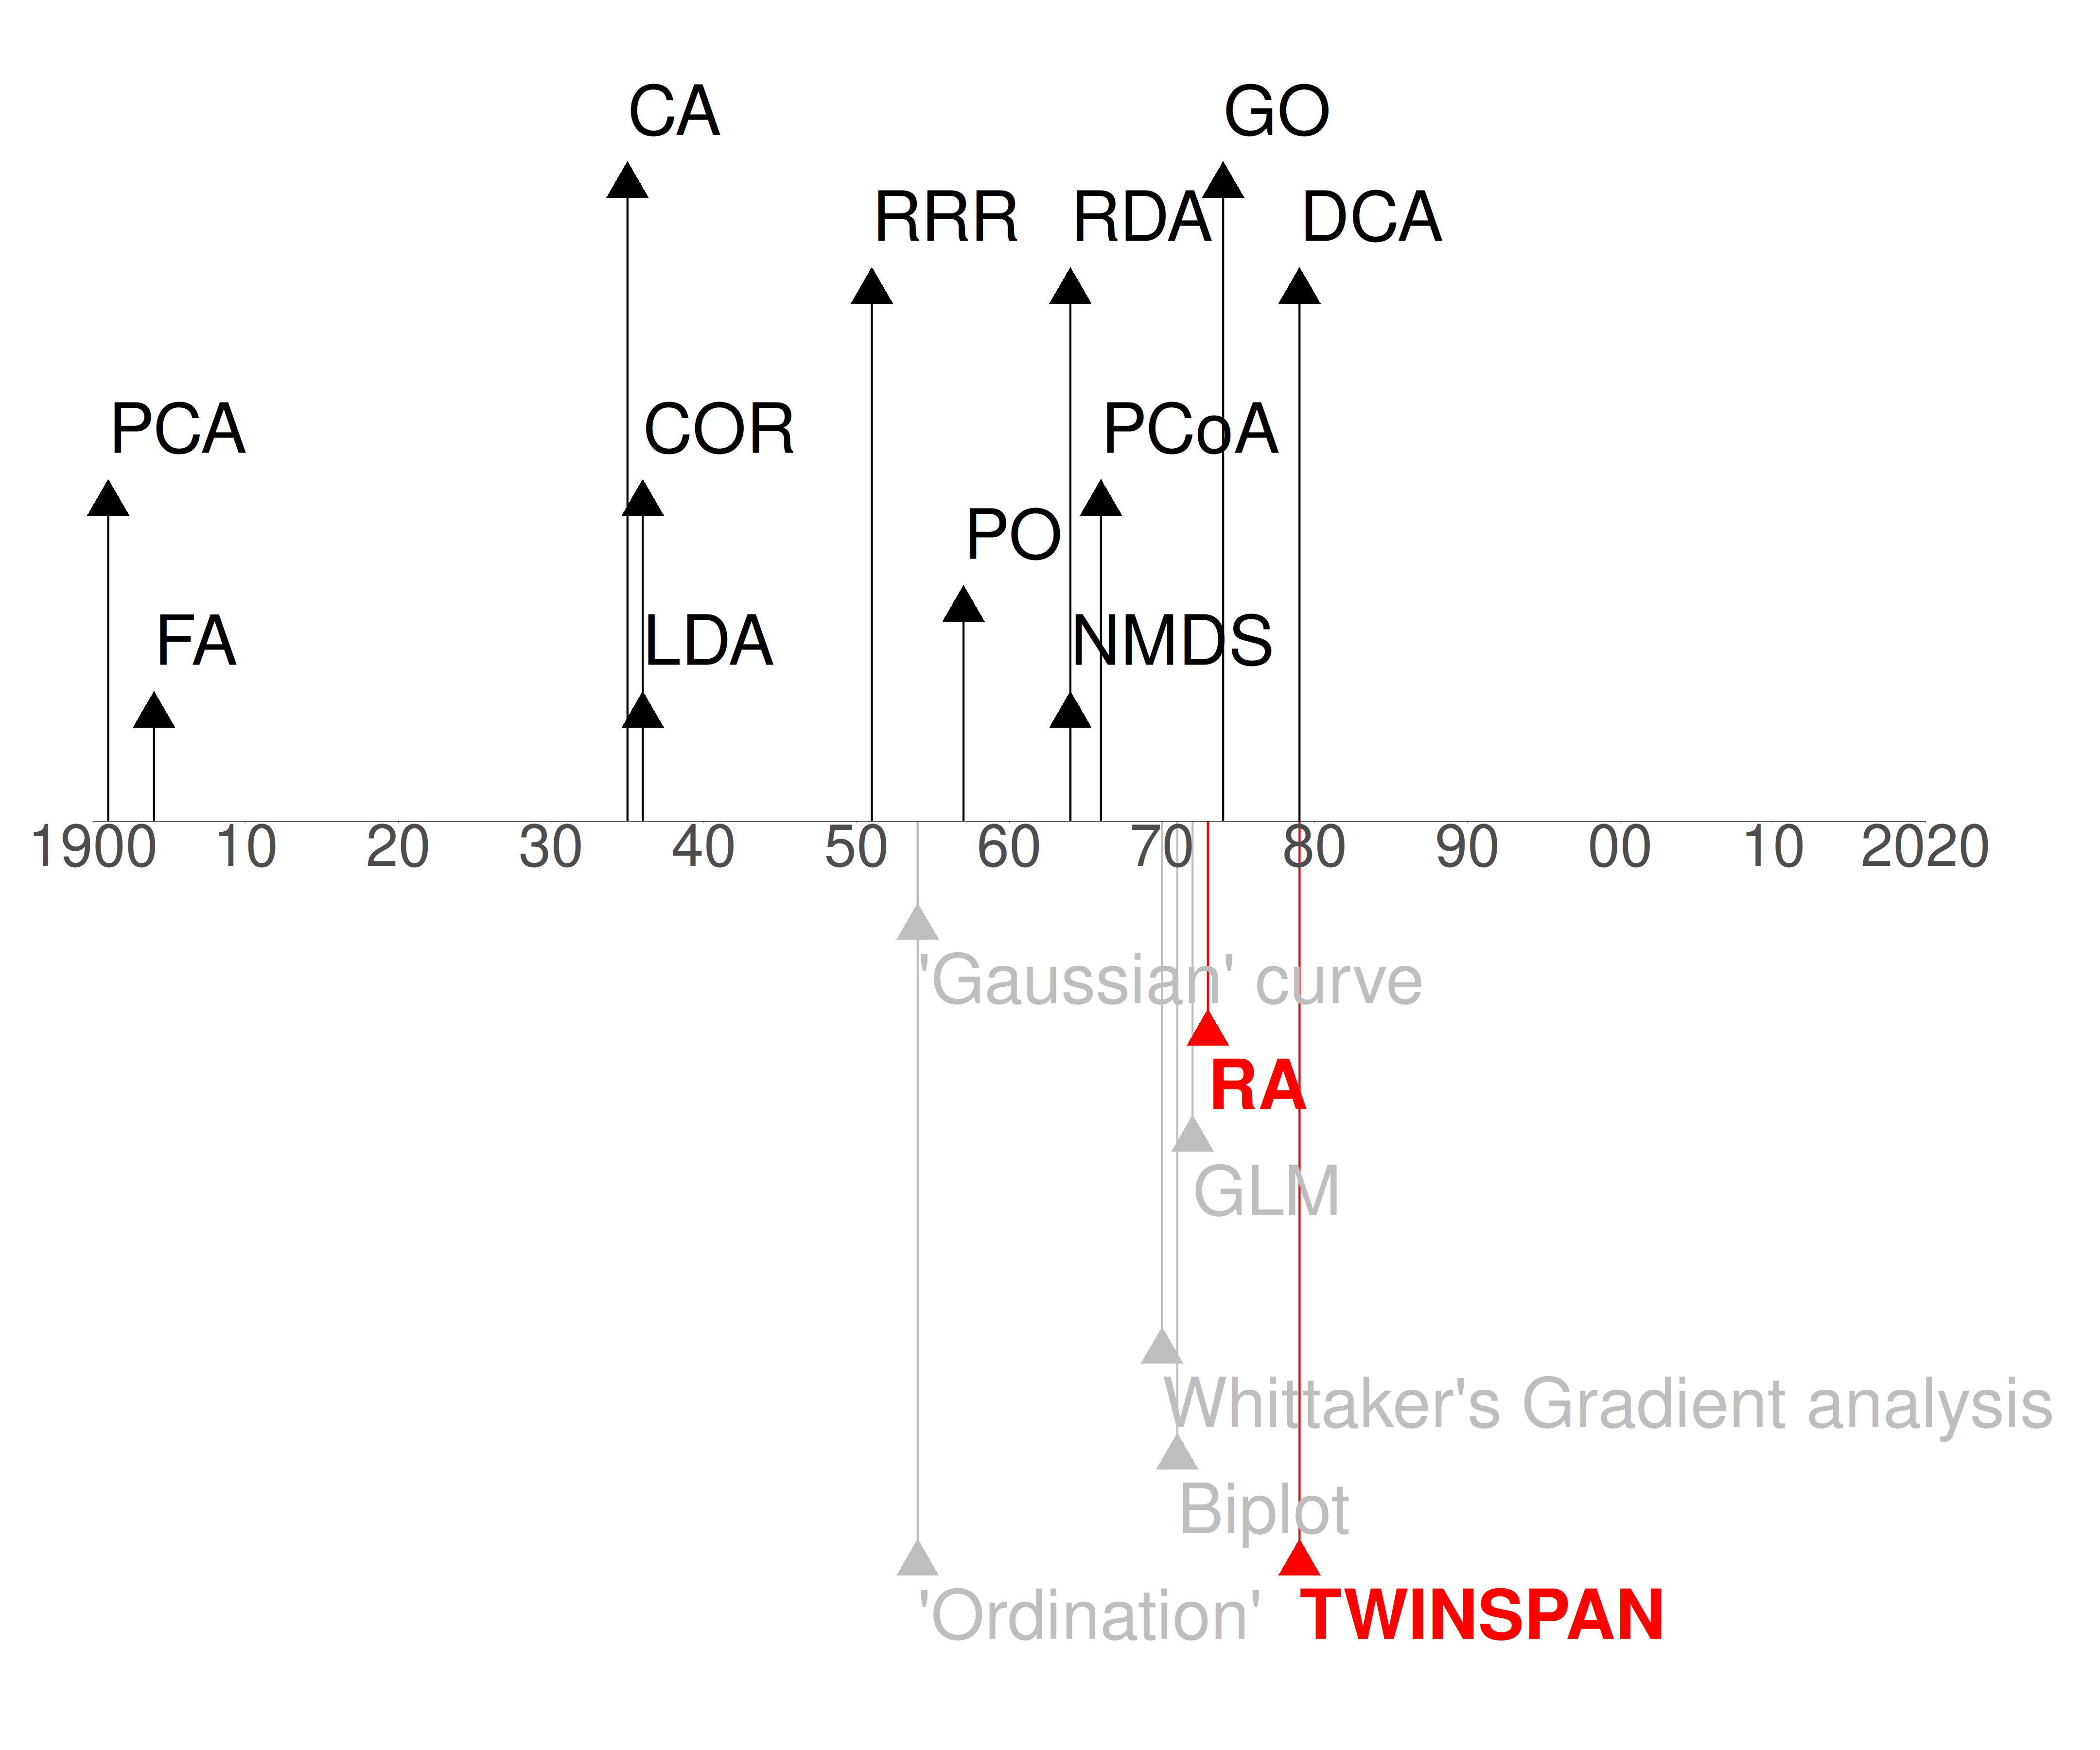 CA
GO
RRR
RDA
DCA
PCA
COR
PCoA
PO
FA
LDA
NMDS
1900 10 20 30 40 50 60 70 80 90 00 10 2020
'Gaussian' curve
RA
GLM
Whittaker's Gradient analysis
Biplot
'Ordination'
TWINSPAN